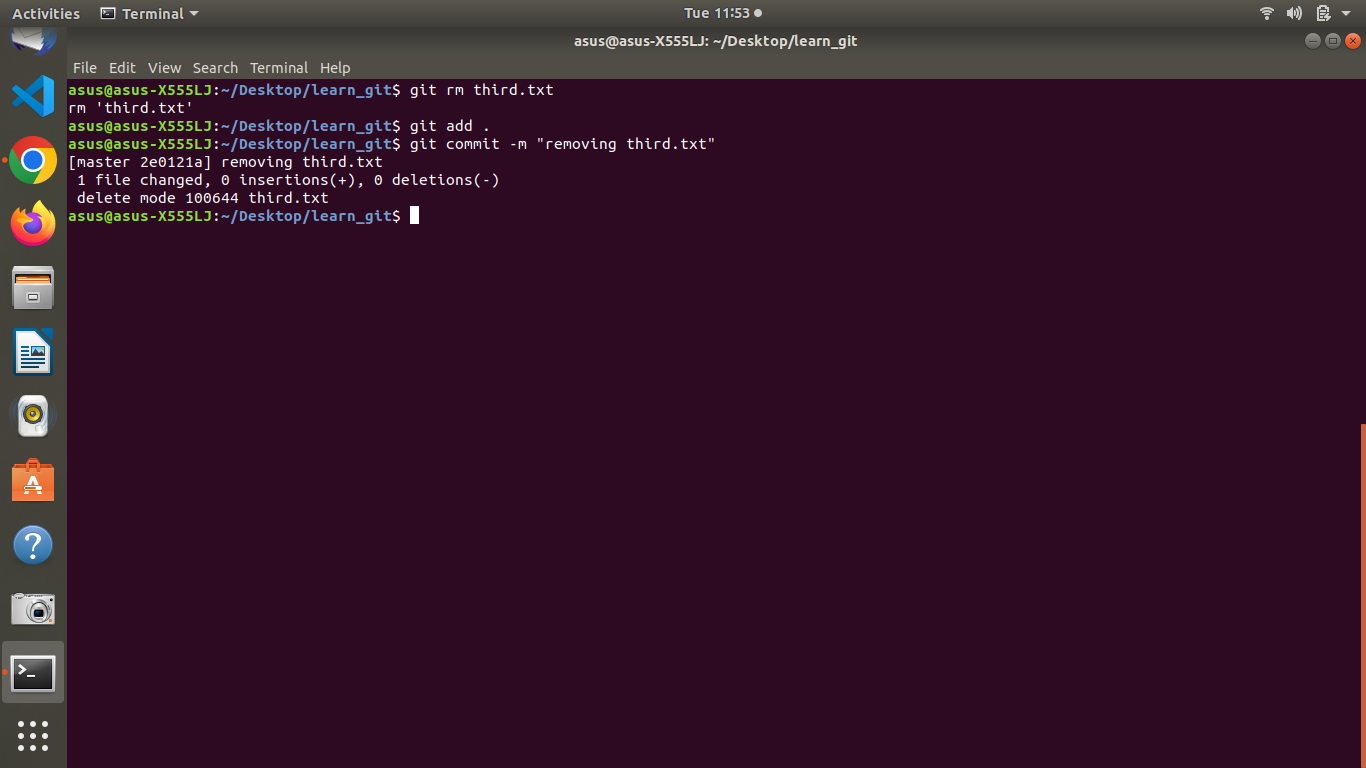 Activities Terminal Tue 11:53
asus@asus-X555LJ: ~/Desktop/learn_git
File Edit View Search Terminal Help
asus@asus-X555LJ:~/Desktop/learn_git$ git rm third.txt
rm 'third.txt'
asus@asus-X555LJ:~/Desktop/learn_git$ git add .
asus@asus-X555LJ:~/Desktop/learn_git$ git commit -m "removing third.txt"
[master 2e0121a] removing third.txt
 1 file changed, 0 insertions(+), 0 deletions(-)
 delete mode 100644 third.txt
asus@asus-X555LJ:~/Desktop/learn_git$